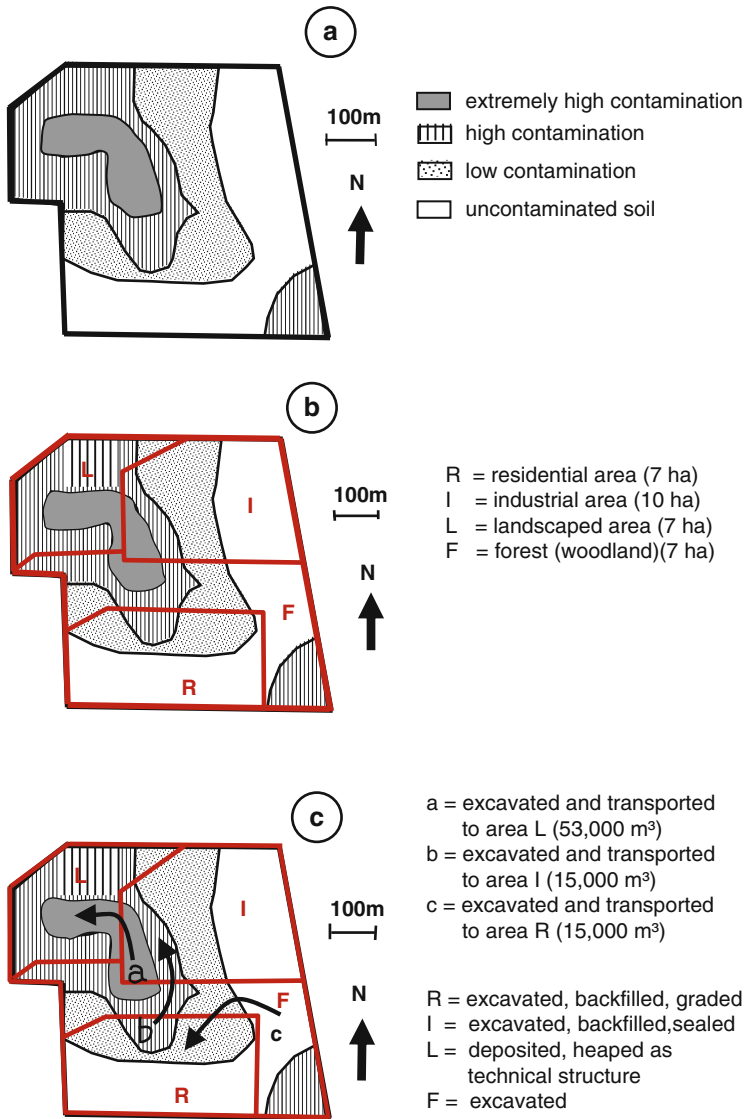 a
100m
N
extremely high contamination
high contamination
low contamination
uncontaminated soil
b
L
I
F
R
100m
N
R = residential area (7 ha)
I = industrial area (10 ha)
L = landscaped area (7 ha)
F = forest (woodland)(7 ha)
c
L
I
a
F
b
c
R
100m
N
a = excavated and transported
to area L (53,000 m³)
b = excavated and transported
to area I (15,000 m³)
c = excavated and transported
to area R (15,000 m³)
R = excavated, backfilled, graded
I = excavated, backfilled,sealed
L = deposited, heaped as
technical structure
F = excavated